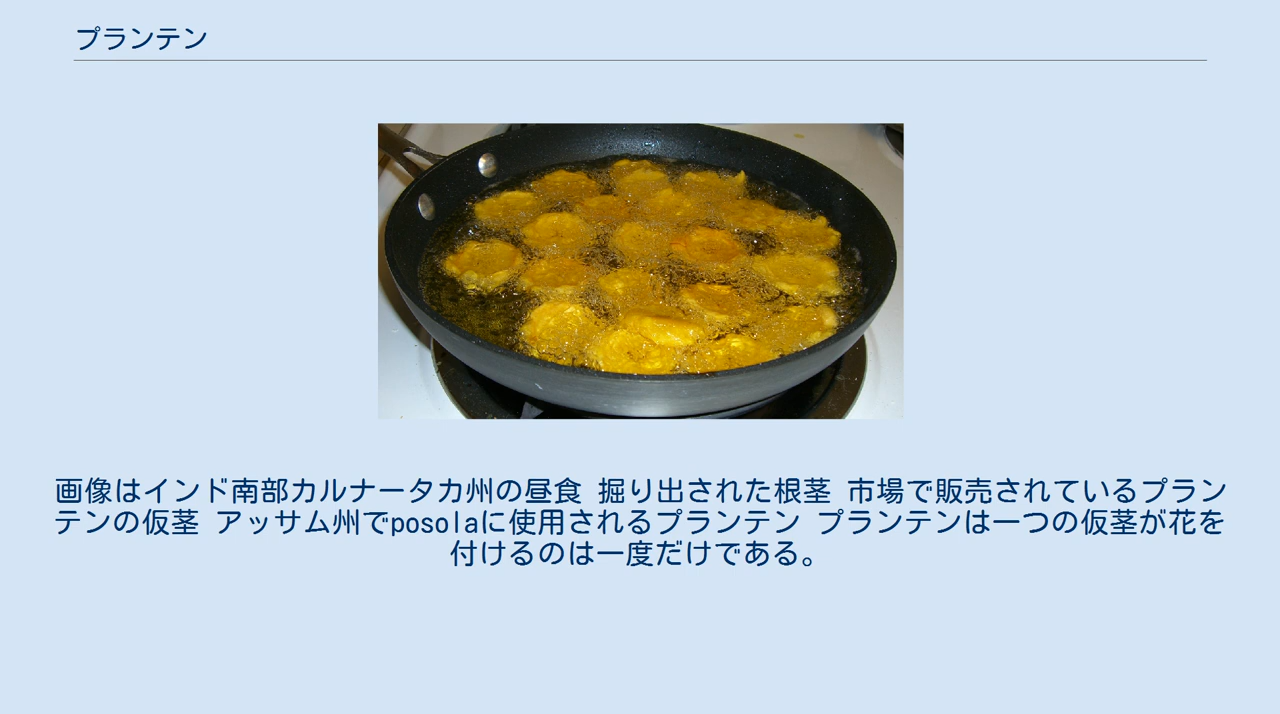 プランテン
画像はインド南部カルナータカ州の昼食 掘り出された根茎 市場で販売されているプラン
テンの仮茎 アッサム州でposolaに使用されるプランテン プランテンは一つの仮茎が花を
付けるのは一度だけである。